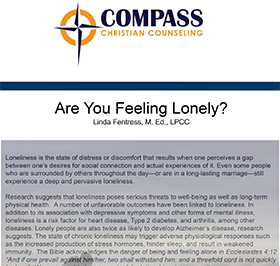 COMPASS
CHRISTIAN COUNSELING
Are You Feeling Lonely?
Linda Fentress, M. Ed., LPCC
Loneliness is the state of distress or discomfort that results when one perceives a gap
between one's desires for social connection and actual experiences of it. Even some people
who are surrounded by others throughout the day—or are in a long-lasting marriage—still
experience a deep and pervasive loneliness.
Research suggests that loneliness poses serious threats to well-being as well as long-term
physical health. A number of unfavorable outcomes have been linked to loneliness. In
addition to its association with depressive symptoms and other forms of mental illness,
loneliness is a risk factor for heart disease, Type 2 diabetes, and arthritis, among other
diseases. Lonely people are also twice as likely to develop Alzheimer's disease, research
suggests. The state of chronic loneliness may trigger adverse physiological responses such
as the increased production of stress hormones, hinder sleep, and result in weakened
immunity. The Bible acknowledges the danger of being and feeling alone in Ecclesiastes 4:12
"And if one prevail against him, two shall withstand him; and a threefold cord is not quickly